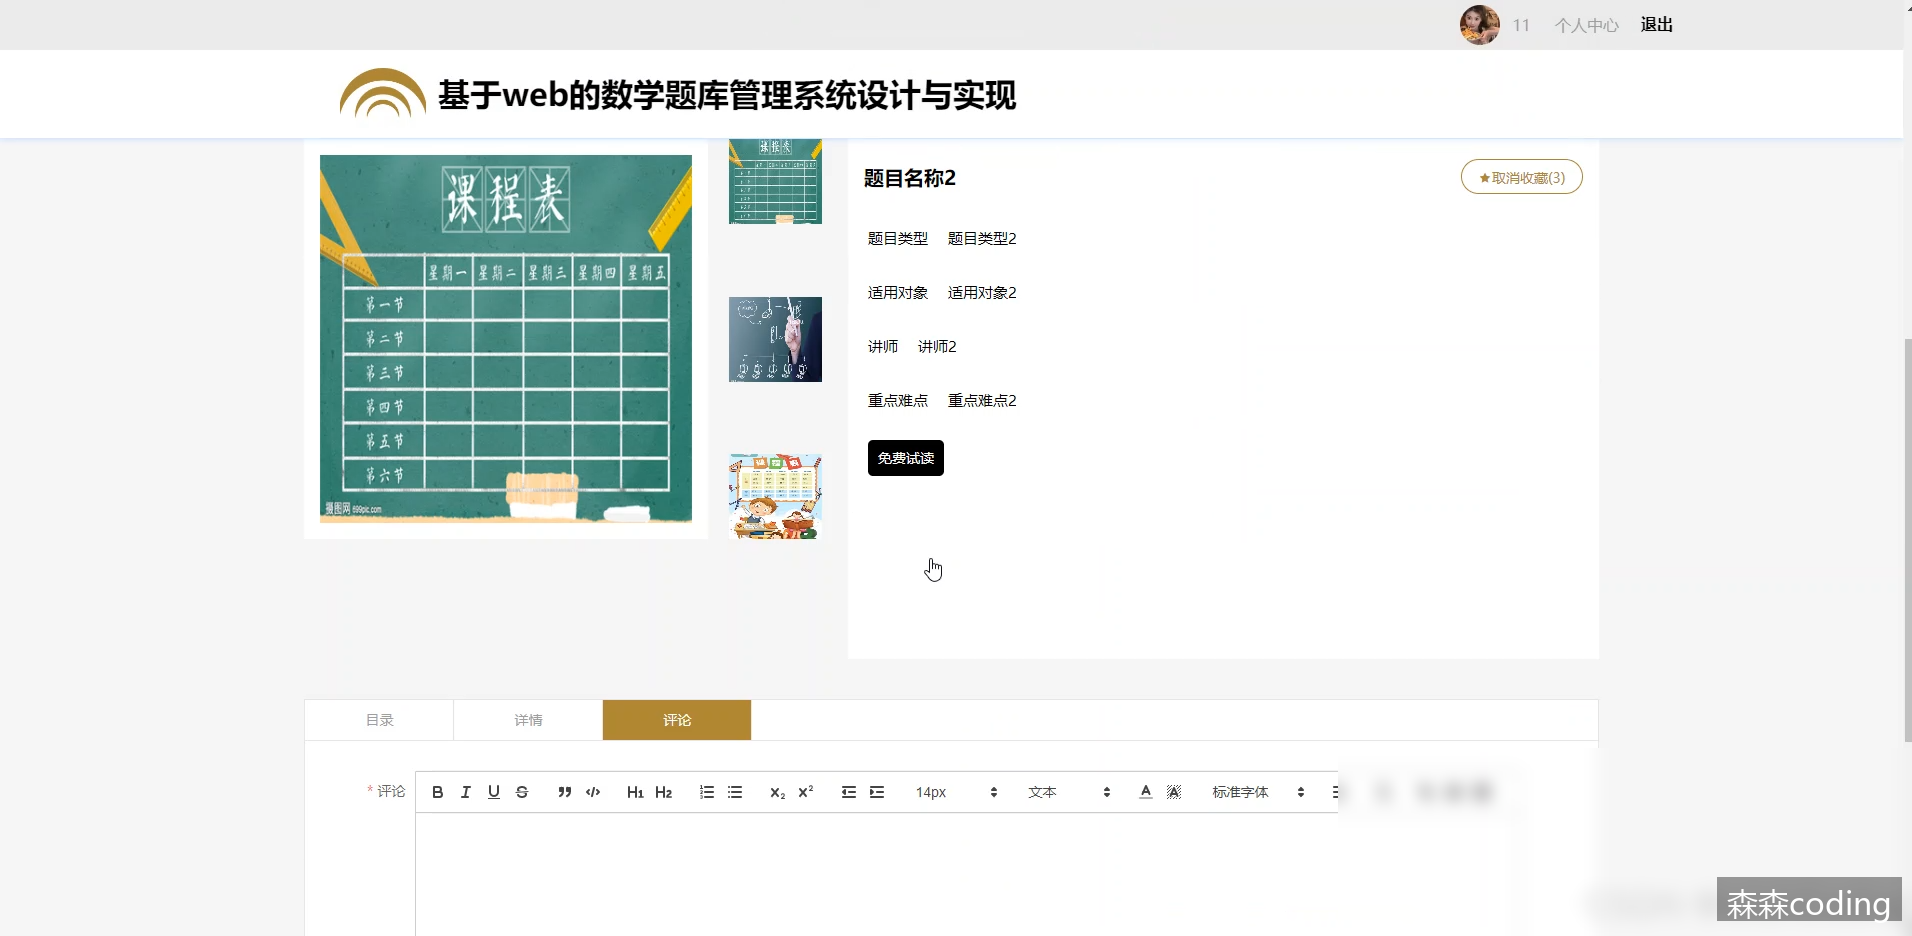 11 个人中心 退出
基于web的数学题库管理系统设计与实现
课程表
星期一 星期二 星期三 星期四 星期五
第一节
第二节
第三节
第四节
第五节
第六节
摄图网 699pic.com
课程表
题目名称2
★取消收藏(3)
题目类型 题目类型2
适用对象 适用对象2
讲师 讲师2
重点难点 重点难点2
免费试读
目录 详情 评论
* 评论
B I U S ” </> H1 H2 X₂ X² 14px 文本 A A 标准字体
森森coding